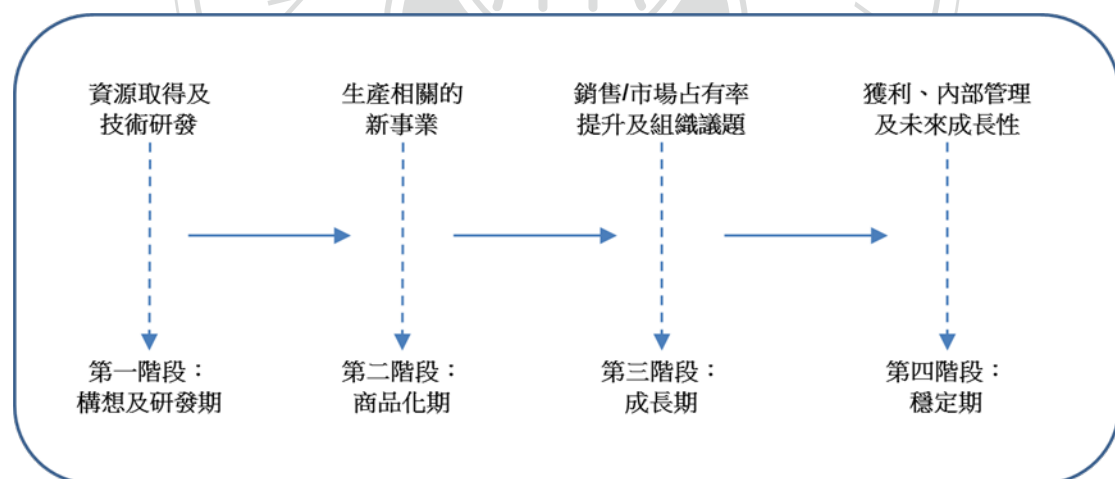 資源取得及
技術研發
生產相關的
新事業
銷售/市場占有率
提升及組織議題
獲利、內部管理
及未來成長性
第一階段：
構想及研發期
第二階段：
商品化期
第三階段：
成長期
第四階段：
穩定期